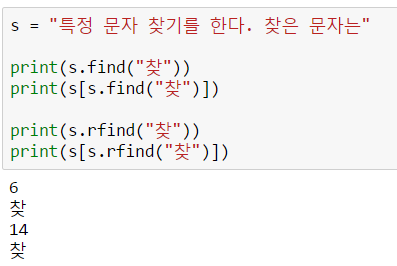 s = "특정 문자 찾기를 한다. 찾은 문자는"
print(s.find("찾"))
print(s[s.find("찾")])
print(s.rfind("찾"))
print(s[s.rfind("찾")])
6
찾
14
찾